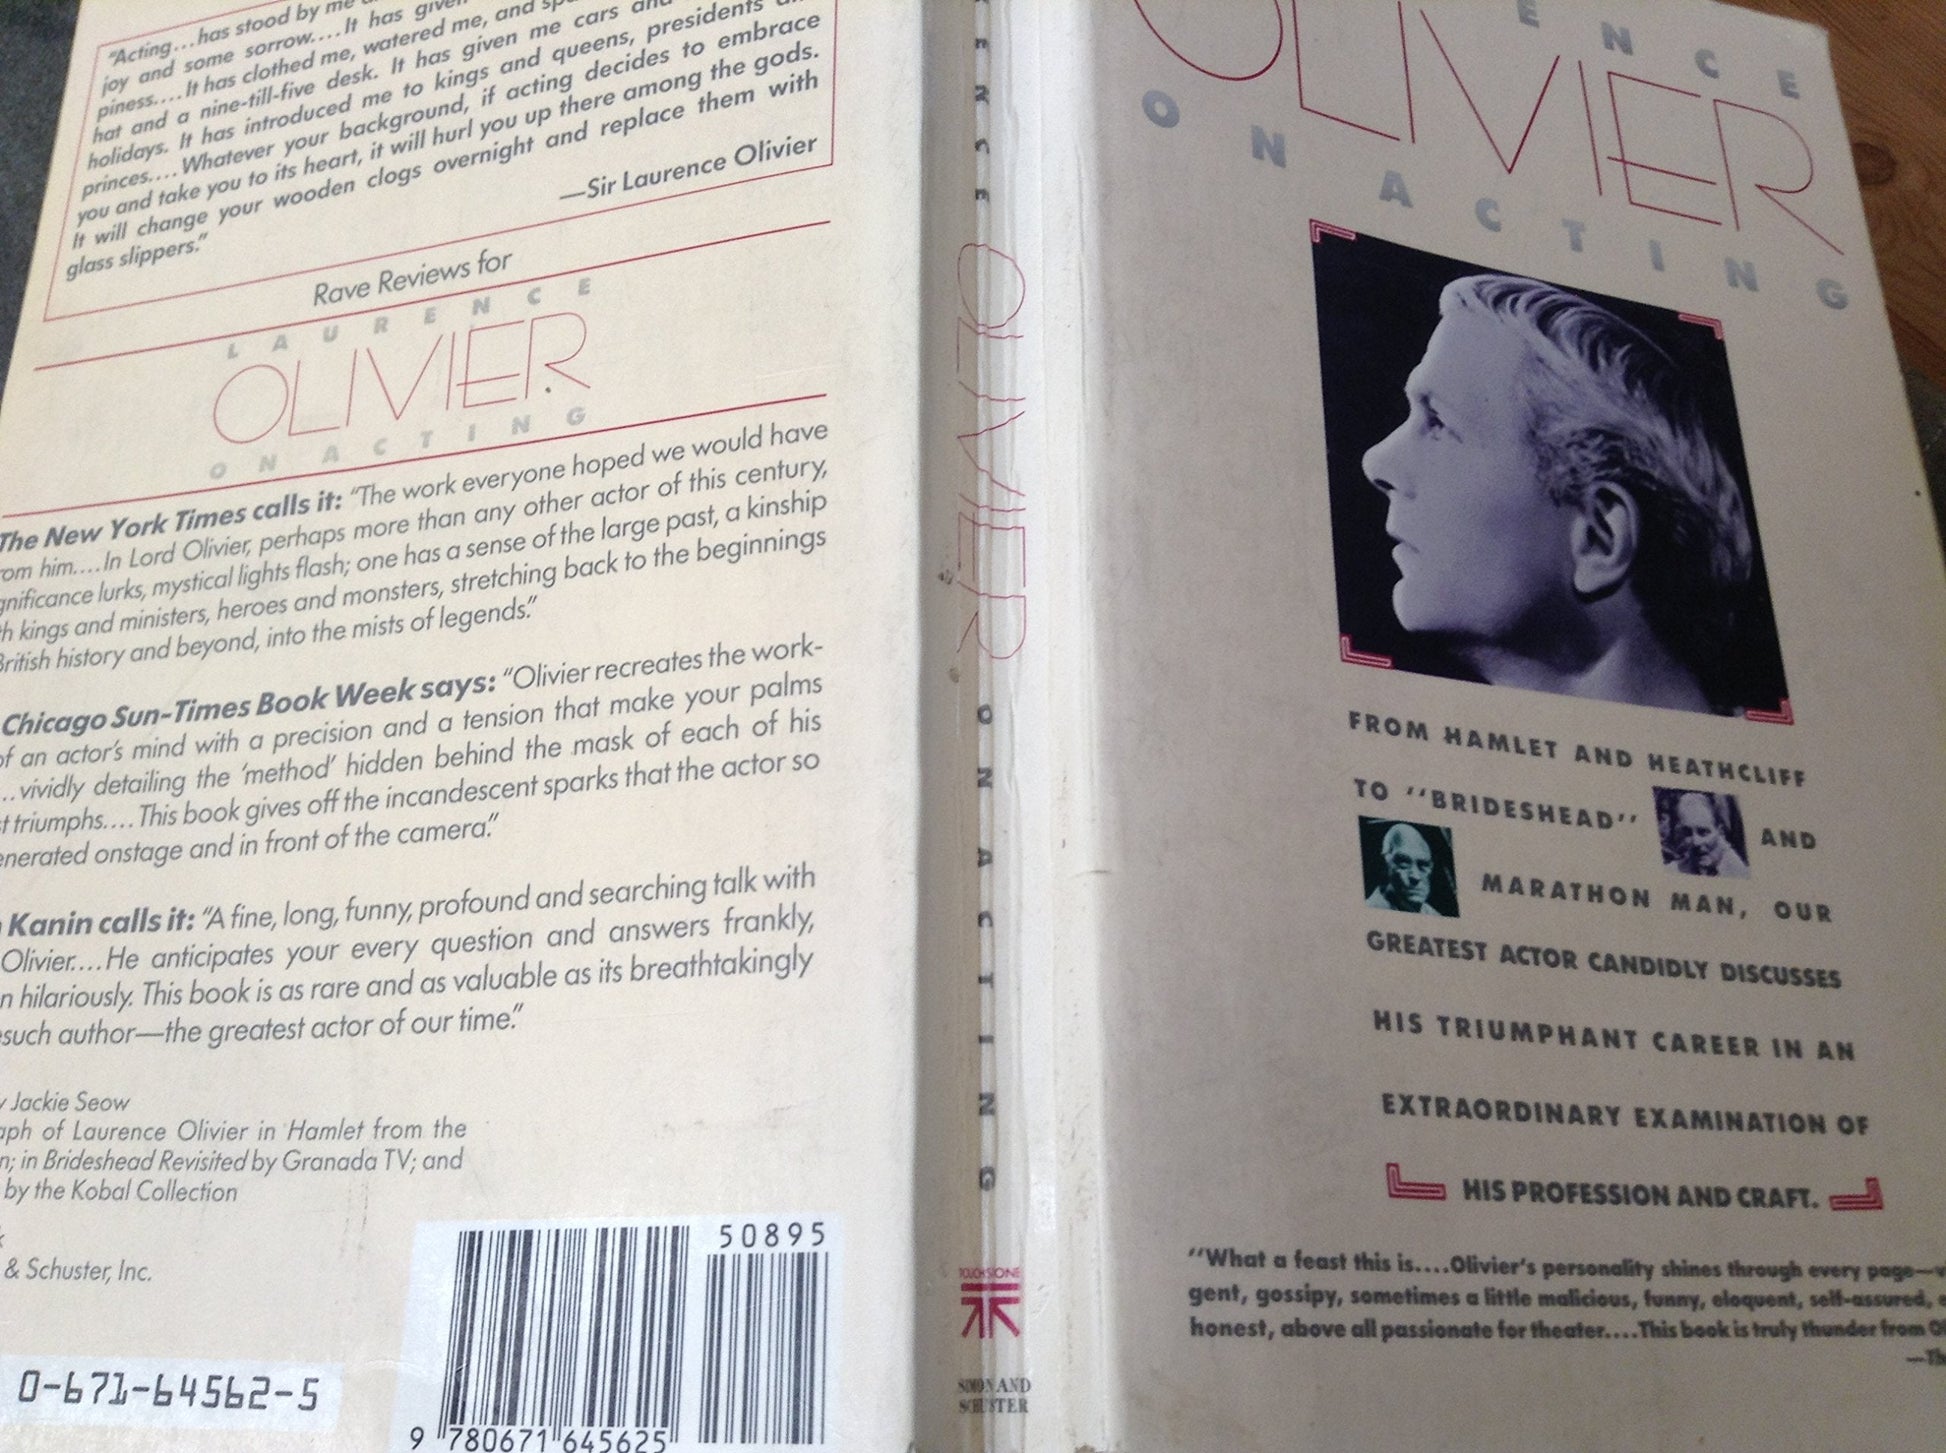 "Acting...has stood by me
joy and some sorrow....It has given
piness....It has clothed me, watered me, and
hat and a nine-till-five desk. It has given me cars and
holidays. It has introduced me to kings and queens, presidents
princes....Whatever your background, if acting decides to embrace
you and take you to its heart, it will hurl you up there among the gods.
It will change your wooden clogs overnight and replace them with
glass slippers."
—Sir Laurence Olivier
Rave Reviews for
LAURENCE
OLIVIER
ON ACTING
The New York Times calls it: "The work everyone hoped we would have
rom him....In Lord Olivier, perhaps more than any other actor of this century,
gnificance lurks, mystical lights flash; one has a sense of the large past, a kinship
th kings and ministers, heroes and monsters, stretching back to the beginnings
British history and beyond, into the mists of legends."
Chicago Sun-Times Book Week says: "Olivier recreates the work-
of an actor's mind with a precision and a tension that make your palms
...vividly detailing the 'method' hidden behind the mask of each of his
st triumphs....This book gives off the incandescent sparks that the actor so
enerated onstage and in front of the camera."
Kanin calls it: "A fine, long, funny, profound and searching talk with
Olivier....He anticipates your every question and answers frankly,
n hilariously. This book is as rare and as valuable as its breathtakingly
esuch author—the greatest actor of our time."
y Jackie Seow
aph of Laurence Olivier in Hamlet from the
n; in Brideshead Revisited by Granada TV; and
by the Kobal Collection
k
& Schuster, Inc.
50895
0-671-64562-5
9 780671 645625
ERENCE OLIVIER ON ACTING
TOUCHSTONE
SIMON AND
SCHUSTER
ENCE
OLIVIER
ON ACTING
FROM HAMLET AND HEATHCLIFF
TO "BRIDESHEAD" AND
MARATHON MAN, OUR
GREATEST ACTOR CANDIDLY DISCUSSES
HIS TRIUMPHANT CAREER IN AN
EXTRAORDINARY EXAMINATION OF
HIS PROFESSION AND CRAFT.
"What a feast this is....Olivier's personality shines through every page—v
gent, gossipy, sometimes a little malicious, funny, eloquent, self-assured,
honest, above all passionate for theater....This book is truly thunder from Ol
—Th